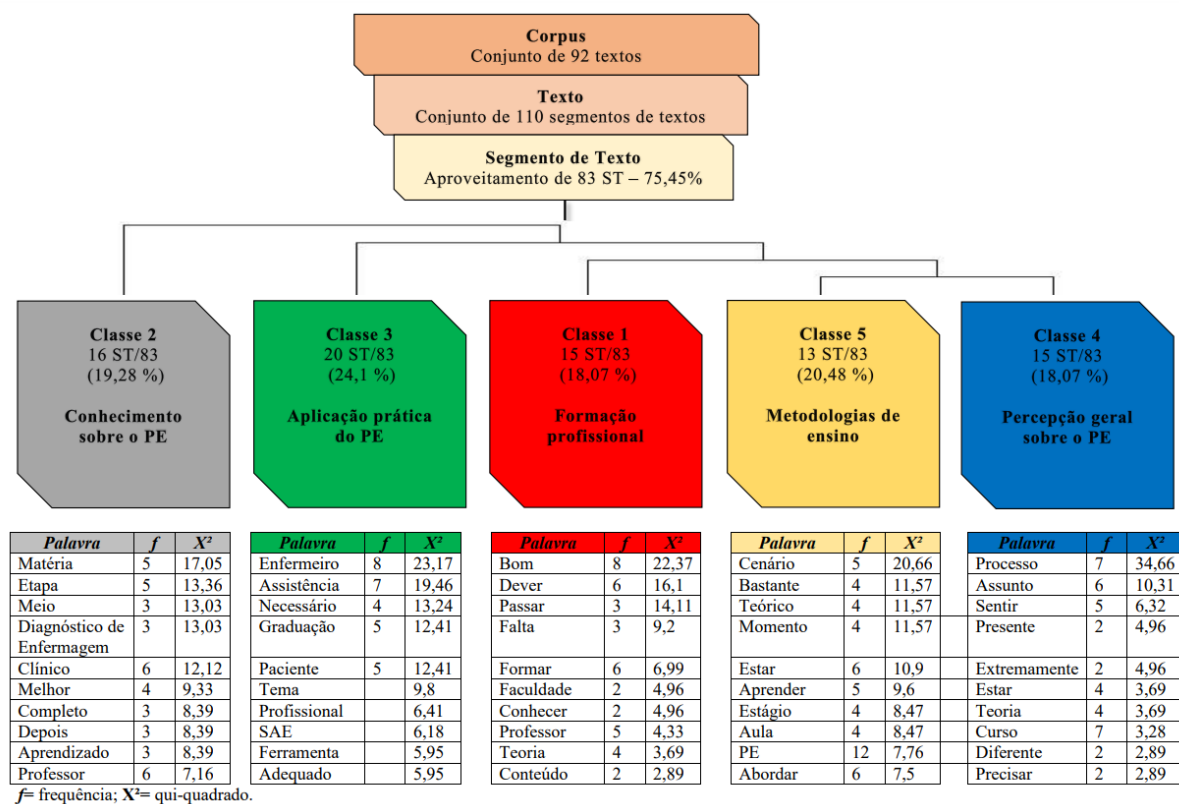 Corpus
Conjunto de 92 textos
Texto
Conjunto de 110 segmentos de textos
Segmento de Texto
Aproveitamento de 83 ST – 75,45%
Classe 2
16 ST/83
(19,28 %)
Conhecimento
sobre o PE
Classe 3
20 ST/83
(24,1 %)
Aplicação prática
do PE
Classe 1
15 ST/83
(18,07 %)
Formação
profissional
Classe 5
13 ST/83
(20,48 %)
Metodologias de
ensino
Classe 4
15 ST/83
(18,07 %)
Percepção geral
sobre o PE
Palavra f X²
Matéria 5 17,05
Etapa 5 13,36
Meio 3 13,03
Diagnóstico de 3 13,03
Enfermagem
Clínico 6 12,12
Melhor 4 9,33
Completo 3 8,39
Depois 3 8,39
Aprendizado 3 8,39
Professor 6 7,16
Palavra f X²
Enfermeiro 8 23,17
Assistência 7 19,46
Necessário 4 13,24
Graduação 5 12,41
Paciente 5 12,41
Tema 9,8
Profissional 6,41
SAE 6,18
Ferramenta 5,95
Adequado 5,95
Palavra f X²
Bom 8 22,37
Dever 6 16,1
Passar 3 14,11
Falta 3 9,2
Formar 6 6,99
Faculdade 2 4,96
Conhecer 2 4,96
Professor 5 4,33
Teoria 4 3,69
Conteúdo 2 2,89
Palavra f X²
Cenário 5 20,66
Bastante 4 11,57
Teórico 4 11,57
Momento 4 11,57
Estar 6 10,9
Aprender 5 9,6
Estágio 4 8,47
Aula 4 8,47
PE 12 7,76
Abordar 6 7,5
Palavra f X²
Processo 7 34,66
Assunto 6 10,31
Sentir 5 6,32
Presente 2 4,96
Extremamente 2 4,96
Estar 4 3,69
Teoria 4 3,69
Curso 7 3,28
Diferente 2 2,89
Precisar 2 2,89
f= frequência; X²= qui-quadrado.